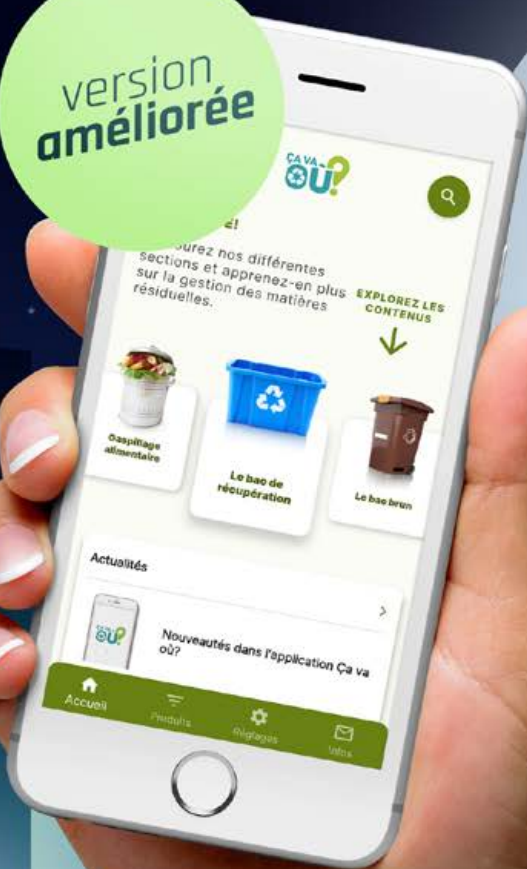 version
améliorée
ÇA VA
OÙ?
E!
urez nos différentes
sections et apprenez-en plus
sur la gestion des matières
résiduelles.
EXPLOREZ LES
CONTENUS
Gaspillage
alimentaire
Le bac de
récupération
Le bac brun
Actualités
ÇA VA
OÙ?
Nouveautés dans l'application Ça va
où?
Accueil
Produits
Réglages
Infos